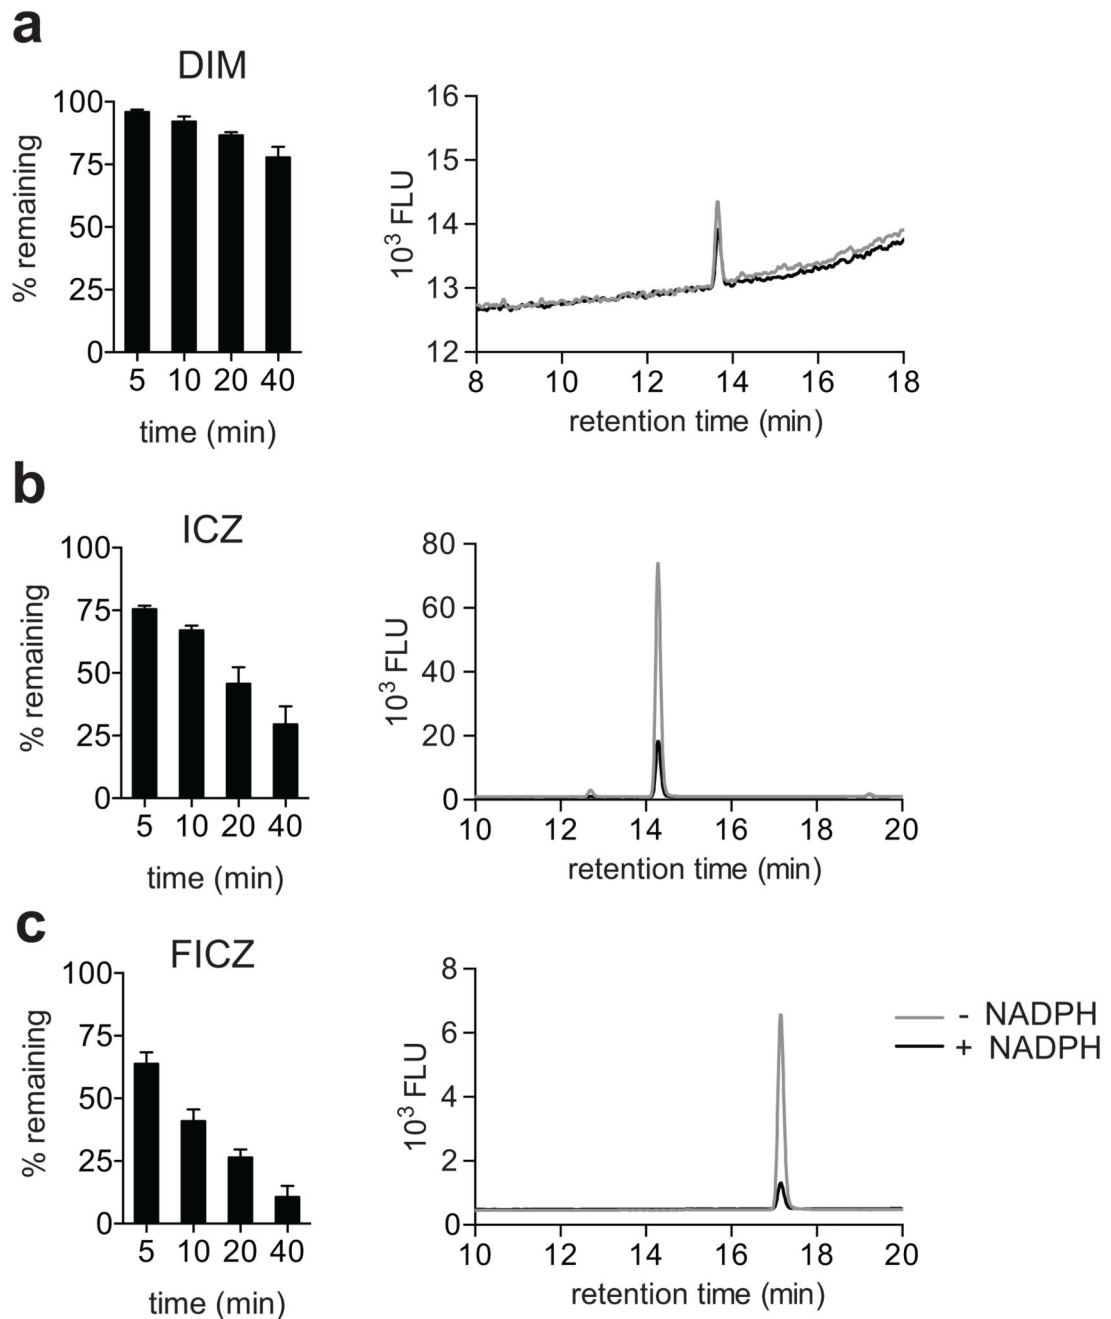 a
DIM
% remaining
100
75
50
25
0
5 10 20 40
time (min)
10³ FLU
16
15
14
13
12
8 10 12 14 16 18
retention time (min)
b
ICZ
% remaining
100
75
50
25
0
5 10 20 40
time (min)
10³ FLU
80
60
40
20
0
10 12 14 16 18 20
retention time (min)
c
FICZ
% remaining
100
75
50
25
0
5 10 20 40
time (min)
10³ FLU
8
6
4
2
0
10 12 14 16 18 20
retention time (min)
- NADPH
+ NADPH